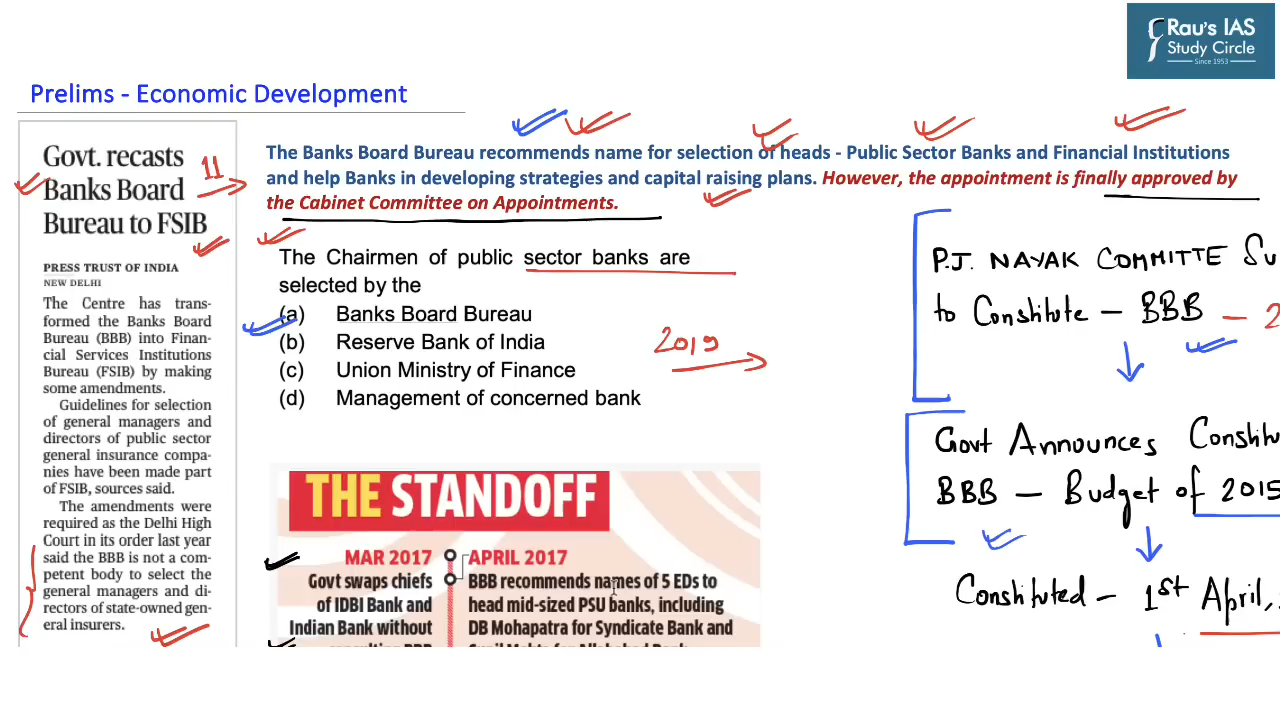 Rau's IAS
Study Circle
Since 1953
Prelims - Economic Development
Govt. recasts
Banks Board
Bureau to FSIB
11
PRESS TRUST OF INDIA
NEW DELHI
The Centre has trans-
formed the Banks Board
Bureau (BBB) into Finan-
cial Services Institutions
Bureau (FSIB) by making
some amendments.
Guidelines for selection
of general managers and
directors of public sector
general insurance compa-
nies have been made part
of FSIB, sources said.
The amendments were
required as the Delhi High
Court in its order last year
said the BBB is not a com-
petent body to select the
general managers and di-
rectors of state-owned gen-
eral insurers.
The Banks Board Bureau recommends name for selection of heads - Public Sector Banks and Financial Institutions
and help Banks in developing strategies and capital raising plans. However, the appointment is finally approved by
the Cabinet Committee on Appointments.
The Chairmen of public sector banks are
selected by the
(a) Banks Board Bureau
(b) Reserve Bank of India
(c) Union Ministry of Finance
(d) Management of concerned bank
2019
THE STANDOFF
MAR 2017
Govt swaps chiefs
of IDBI Bank and
Indian Bank without
APRIL 2017
BBB recommends names of 5 EDs to
head mid-sized PSU banks, including
DB Mohapatra for Syndicate Bank and
P.J. NAYAK COMMITTE Su
to Constitute - BBB - 2
Govt Announces Constitu
BBB - Budget of 2015
Constituted - 1st April,